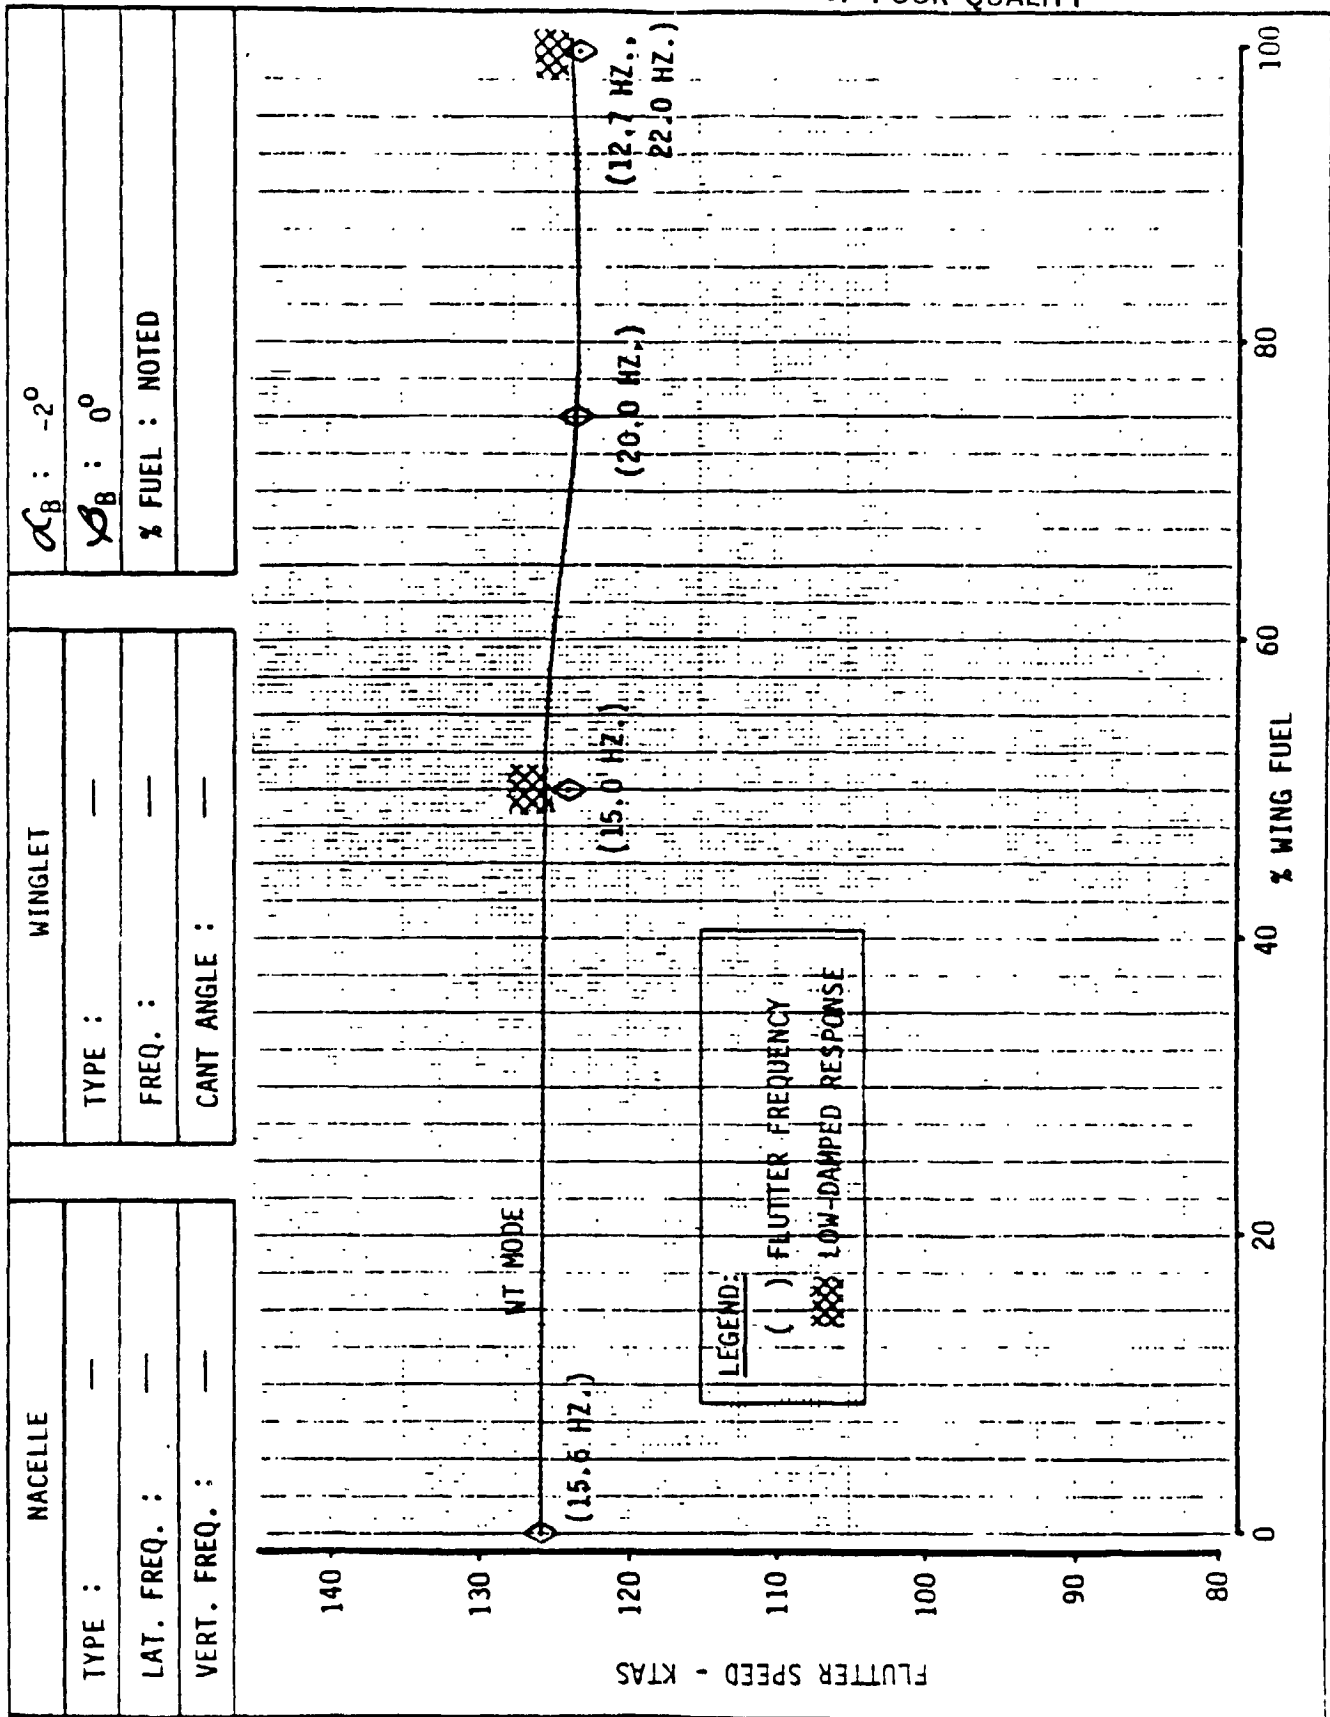 POOR QUALITY
NACELLE
TYPE : —
LAT. FREQ. : —
VERT. FREQ. : —
WINGLET
TYPE : —
FREQ. : —
CANT ANGLE : —
αB : -2°
βB : 0°
% FUEL : NOTED
FLUTTER SPEED - KTAS
140
130
120
110
100
90
80
WT MODE
(15.6 HZ.)
(15.0 HZ.)
(20.0 HZ.)
(12.7 HZ.,
22.0 HZ.)
LEGEND:
( ) FLUTTER FREQUENCY
LOW-DAMPED RESPONSE
0
20
40
60
80
100
% WING FUEL